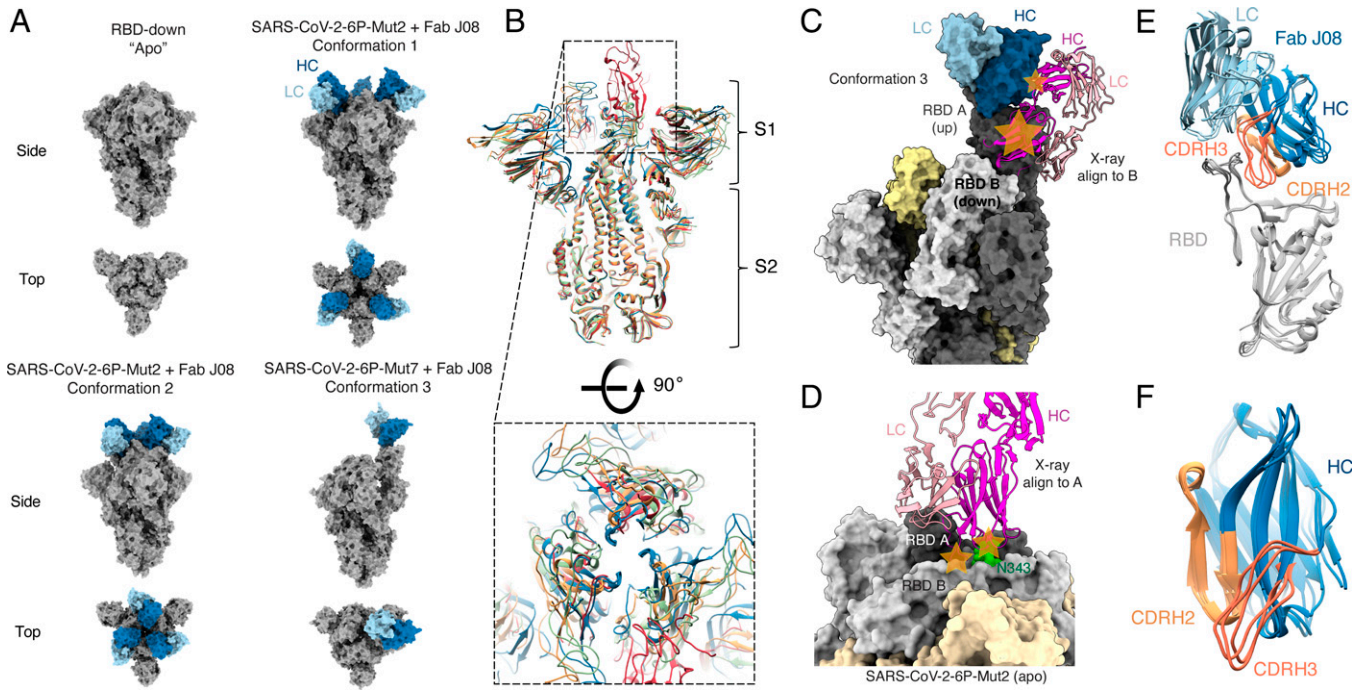 A
RBD-down
"Apo"
SARS-CoV-2-6P-Mut2 + Fab J08
Conformation 1
HC
LC
Side
Top
SARS-CoV-2-6P-Mut2 + Fab J08
Conformation 2
SARS-CoV-2-6P-Mut7 + Fab J08
Conformation 3
Side
Top
B
S1
S2
90°
C
LC
HC
HC
LC
Conformation 3
RBD A
(up)
X-ray
align to B
RBD B
(down)
D
LC
HC
X-ray
align to A
RBD A
N343
RBD B
SARS-CoV-2-6P-Mut2 (apo)
E
LC
Fab J08
HC
CDRH3
CDRH2
RBD
F
HC
CDRH2
CDRH3